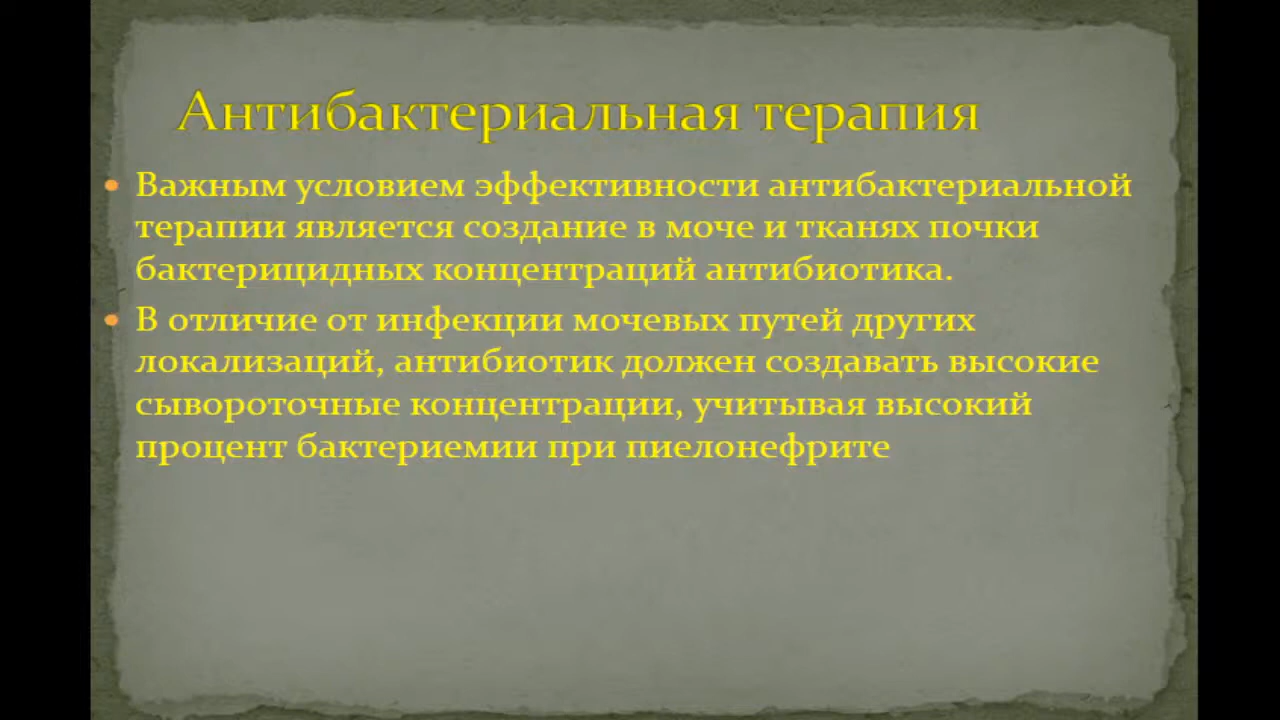 Антибактериальная терапия
• Важным условием эффективности антибактериальной
терапии является создание в моче и тканях почки
бактерицидных концентраций антибиотика.
• В отличие от инфекции мочевых путей других
локализаций, антибиотик должен создавать высокие
сывороточные концентрации, учитывая высокий
процент бактериемии при пиелонефрите